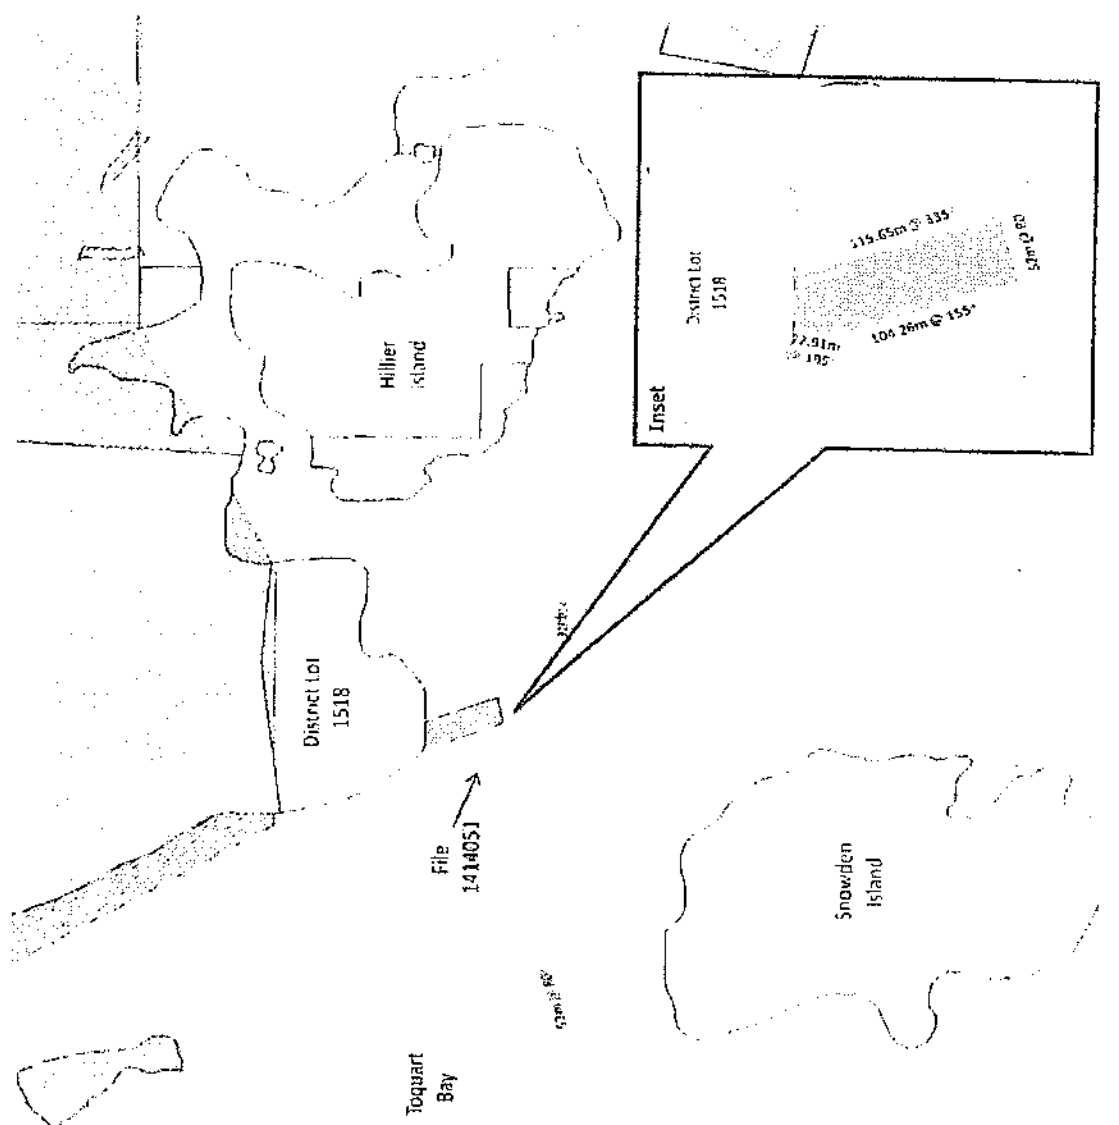 Inset
District Lot
1518
115.65m @ 335°
104.26m @ 155°
52m @ 80
Hillier
Island
District Lot
1518
File
1414051
Snowden
Island
Toquart
Bay